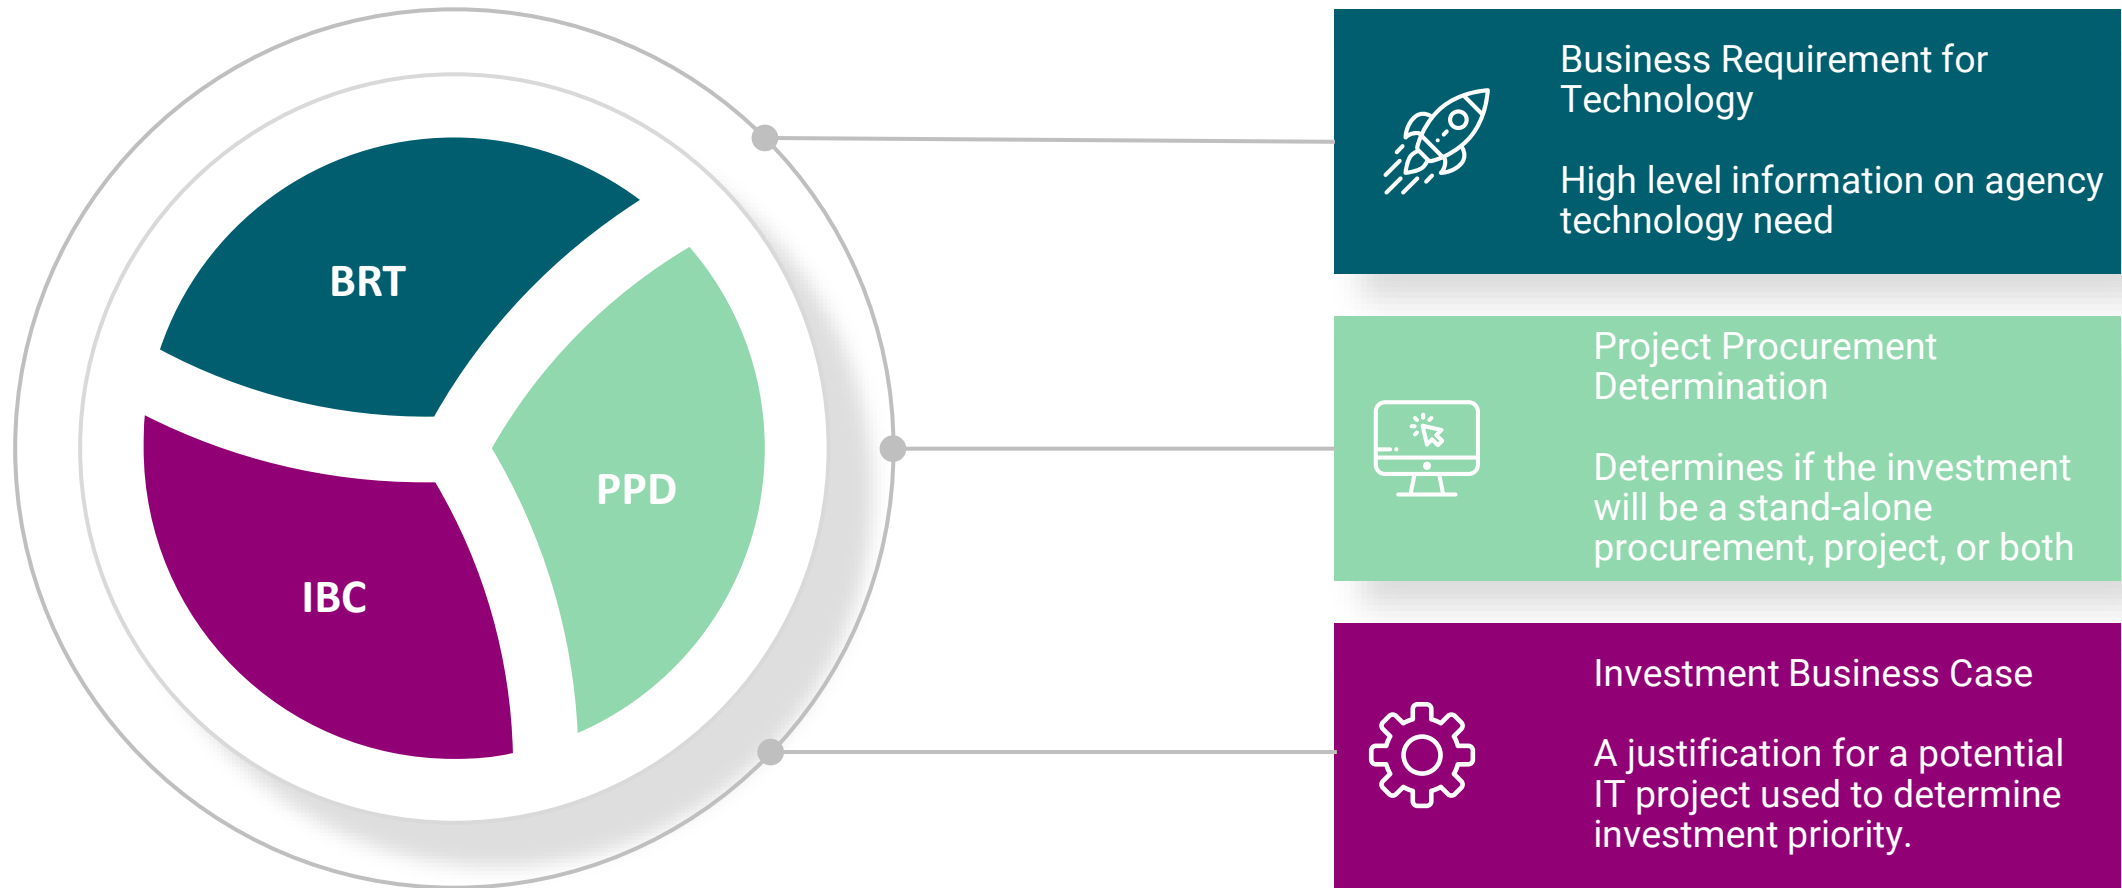 BRT
PPD
IBC
Business Requirement for
Technology
High level information on agency
technology need
Project Procurement
Determination
Determines if the investment
will be a stand-alone
procurement, project, or both
Investment Business Case
A justification for a potential
IT project used to determine
investment priority.